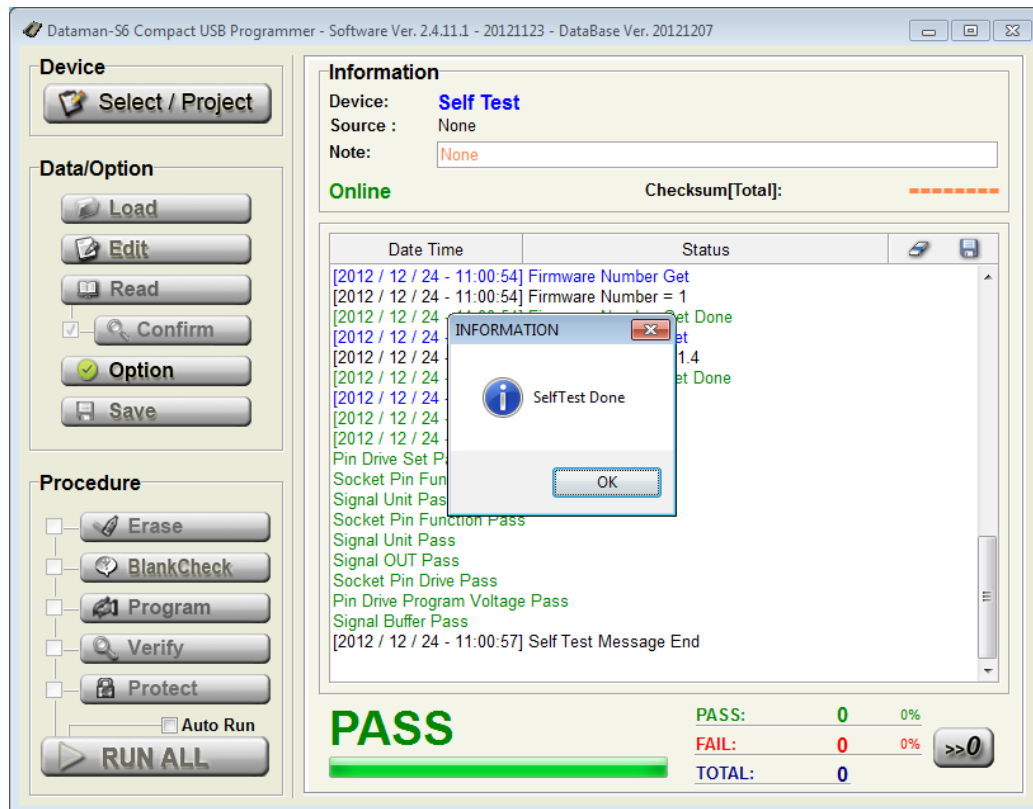 Dataman-S6 Compact USB Programmer - Software Ver. 2.4.11.1 - 20121123 - DataBase Ver. 20121207
Device
Select / Project
Data/Option
Load
Edit
Read
Confirm
Option
Save
Procedure
Erase
BlankCheck
Program
Verify
Protect
Auto Run
RUN ALL
Information
Device: Self Test
Source : None
Note: None
Online Checksum[Total]: --------
Date Time Status
[2012 / 12 / 24 - 11:00:54] Firmware Number Get
[2012 / 12 / 24 - 11:00:54] Firmware Number = 1
[2012 / 12 / 24 - et Done
[2012 / 12 / 24 - et
[2012 / 12 / 24 - 1.4
[2012 / 12 / 24 - et Done
[2012 / 12 / 24 -
[2012 / 12 / 24 -
[2012 / 12 / 24 -
Pin Drive Set P
Socket Pin Fun
Signal Unit Pas
Socket Pin Function Pass
Signal Unit Pass
Signal OUT Pass
Socket Pin Drive Pass
Pin Drive Program Voltage Pass
Signal Buffer Pass
[2012 / 12 / 24 - 11:00:57] Self Test Message End
INFORMATION
SelfTest Done
OK
PASS
PASS: 0 0%
FAIL: 0 0%
TOTAL: 0
>>0